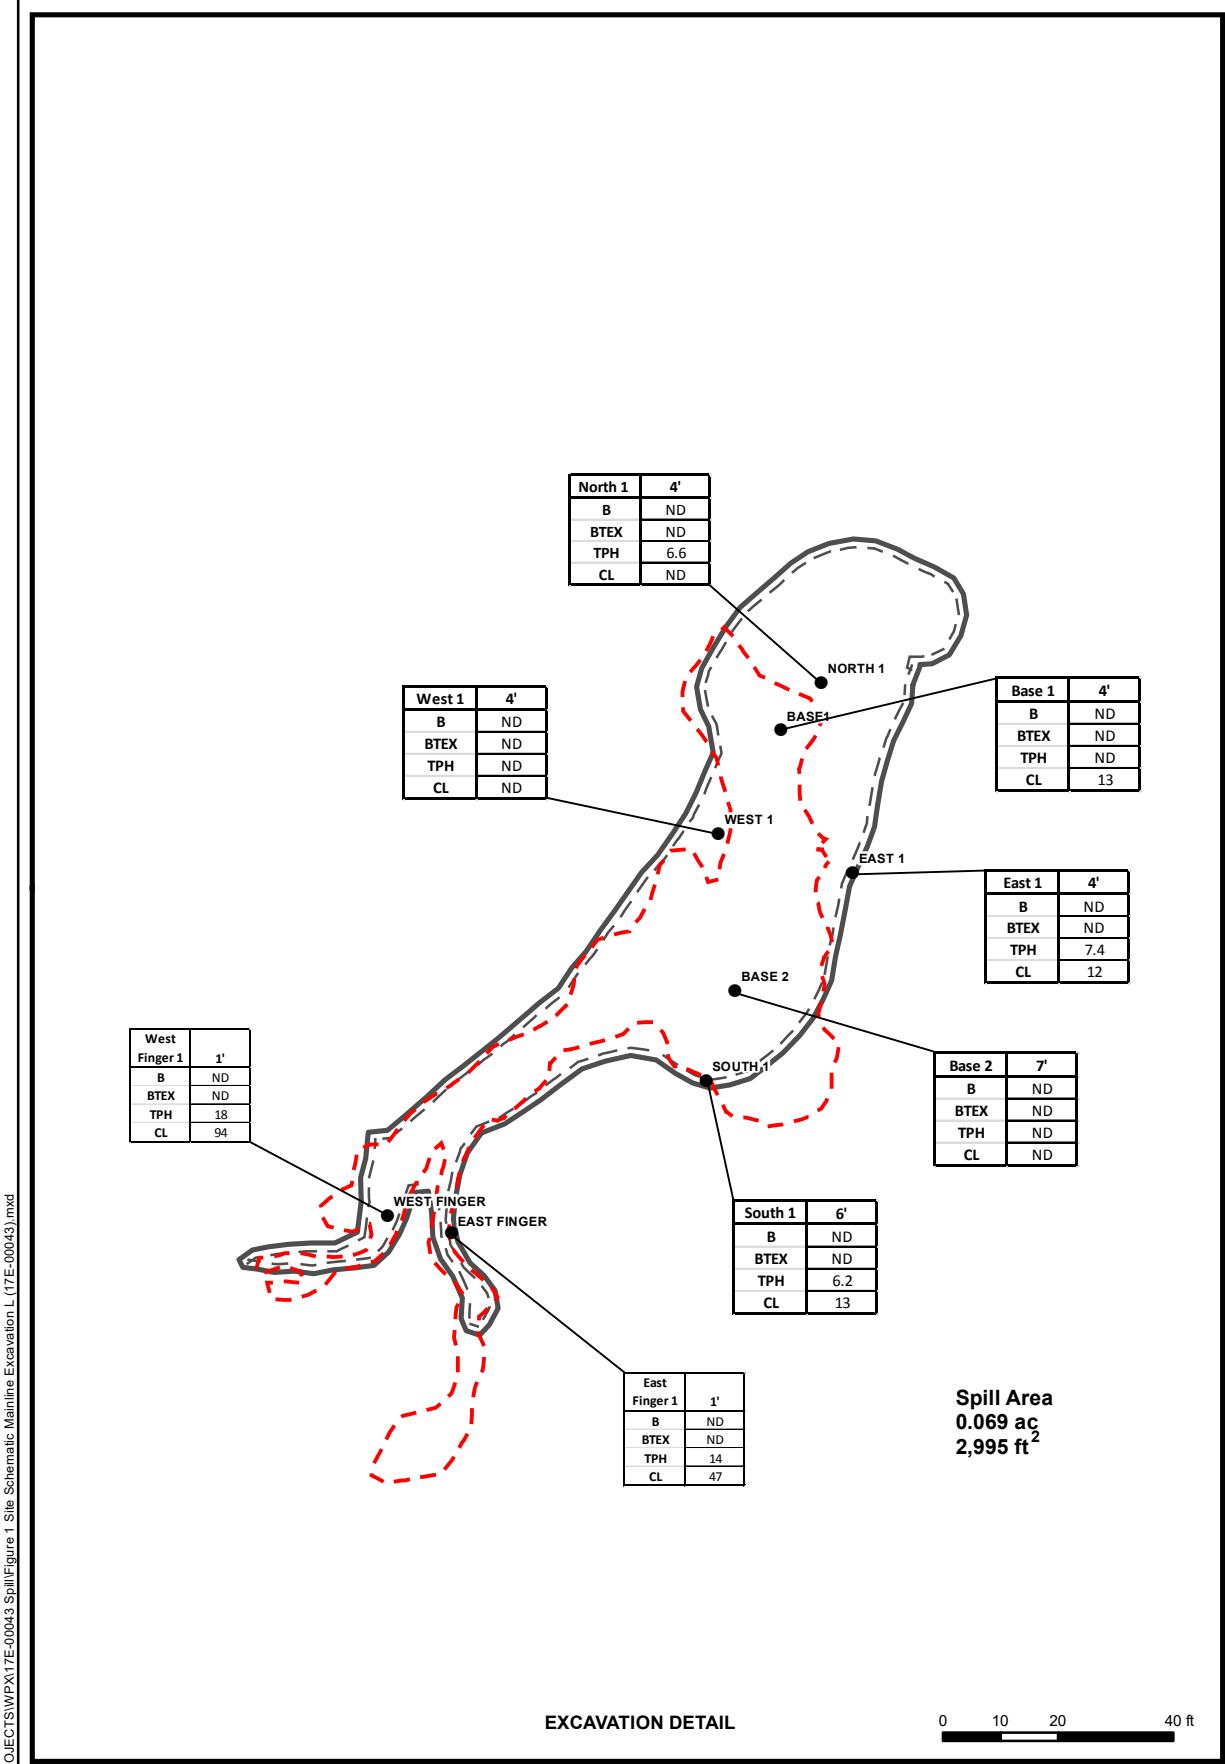 North 1 4'
B ND
BTEX ND
TPH 6.6
CL ND
NORTH 1
West 1 4'
B ND
BTEX ND
TPH ND
CL ND
BASE1
Base 1 4'
B ND
BTEX ND
TPH ND
CL 13
WEST 1
EAST 1
East 1 4'
B ND
BTEX ND
TPH 7.4
CL 12
BASE 2
West
Finger 1 1'
B ND
BTEX ND
TPH 18
CL 94
SOUTH 1
Base 2 7'
B ND
BTEX ND
TPH ND
CL ND
WEST FINGER
EAST FINGER
South 1 6'
B ND
BTEX ND
TPH 6.2
CL 13
East
Finger 1 1'
B ND
BTEX ND
TPH 14
CL 47
Spill Area
0.069 ac
2,995 ft2
EXCAVATION DETAIL
0 10 20 40 ft
OJECTS\WPX\17E-00043 Spill\Figure 1 Site Schematic Mainline Excavation L (17E-00043).mxd